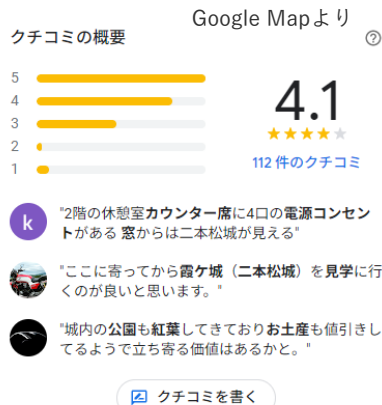 Google Mapより
クチコミの概要
5
4
3
2
1
4.1
112 件のクチコミ
k
"2階の休憩室カウンター席に4口の電源コンセン
トがある 窓からは二本松城が見える"
"ここに寄ってから霞ケ城（二本松城）を見学に行
くのが良いと思います。"
"城内の公園も紅葉してきておりお土産も値引きし
てるようで立ち寄る価値はあるかと。"
クチコミを書く